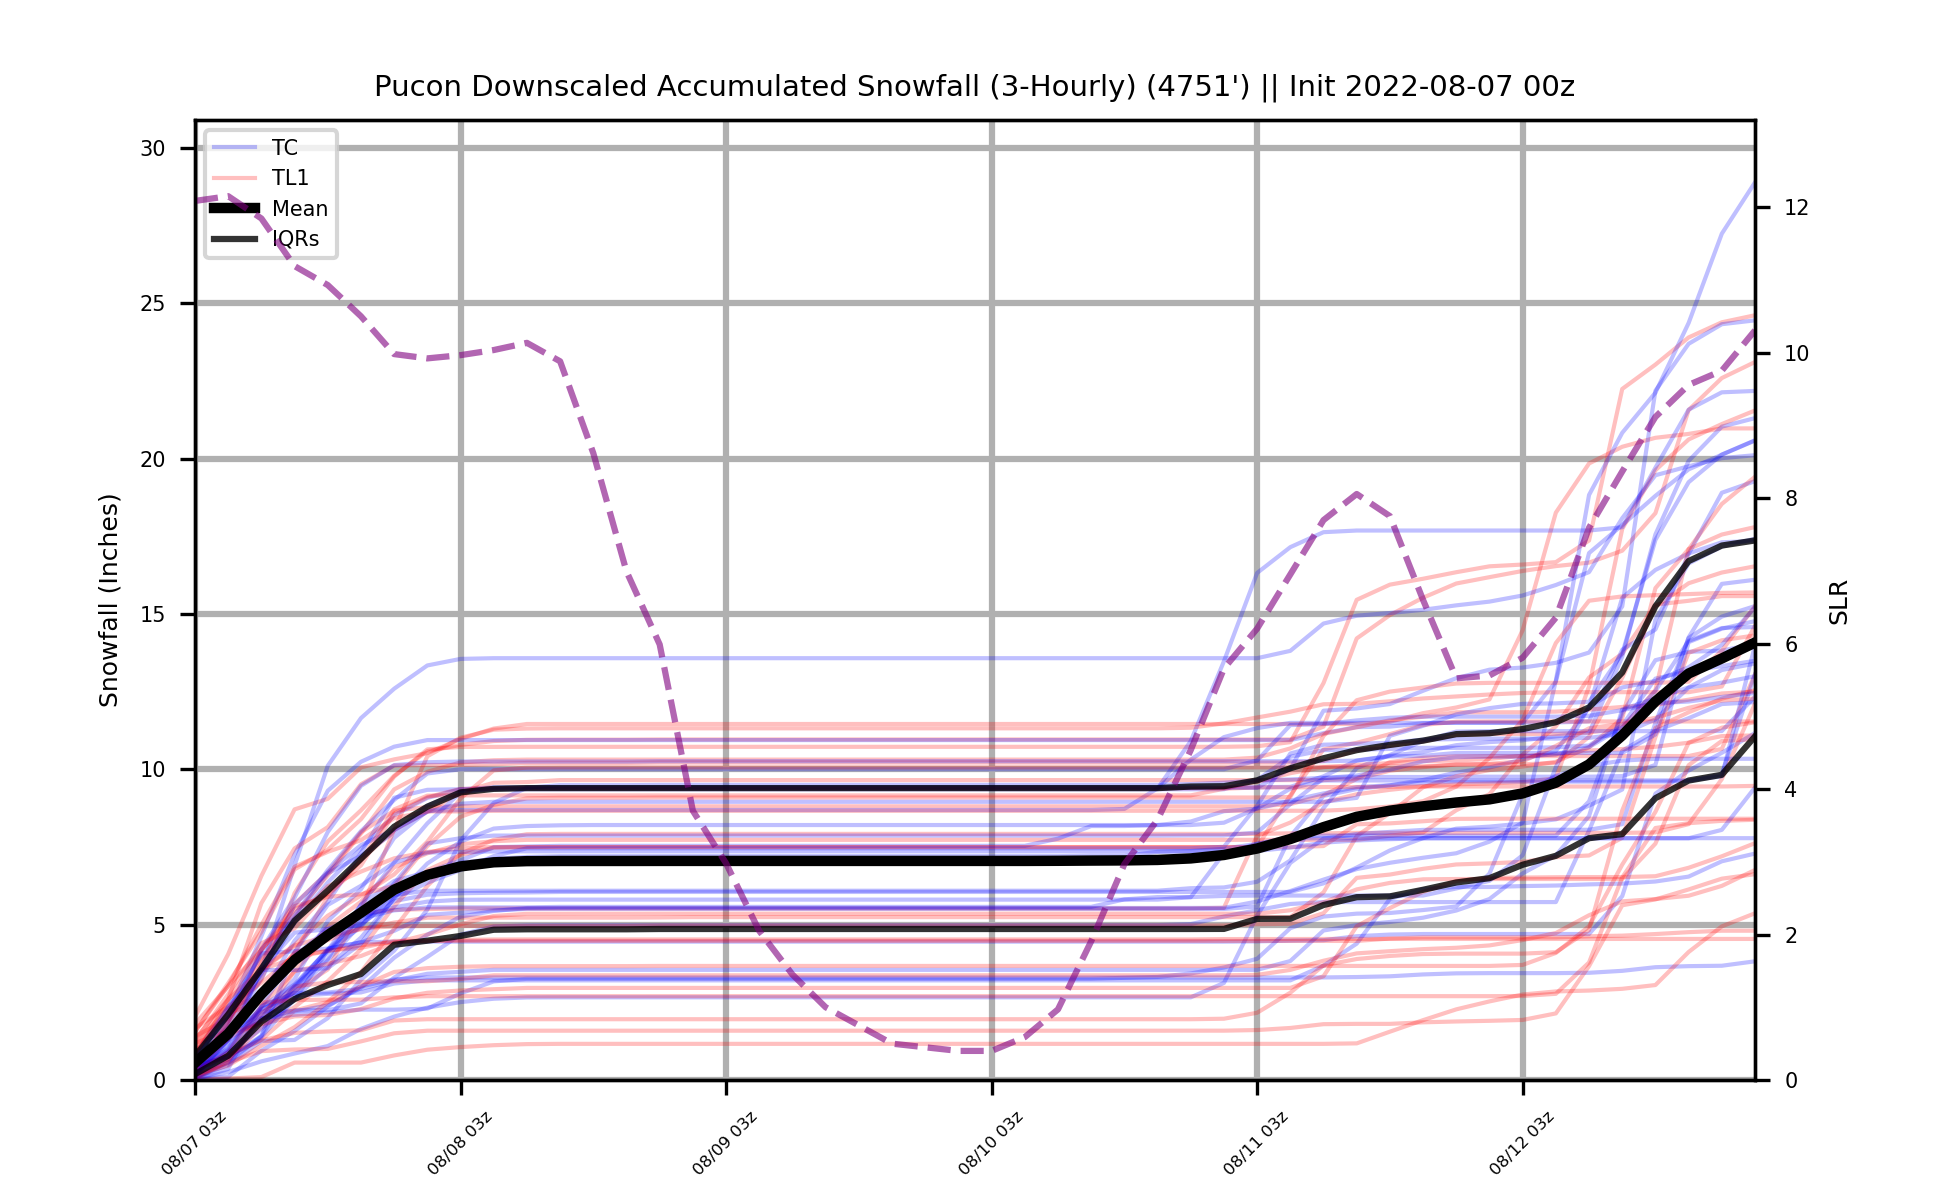 Pucon Downscaled Accumulated Snowfall (3-Hourly) (4751') || Init 2022-08-07 00z
TC
TL1
Mean
IQRs
30
25
20
15
10
5
0
Snowfall (Inches)
12
10
8
6
4
2
0
SLR
08/07 03z
08/08 03z
08/09 03z
08/10 03z
08/11 03z
08/12 03z